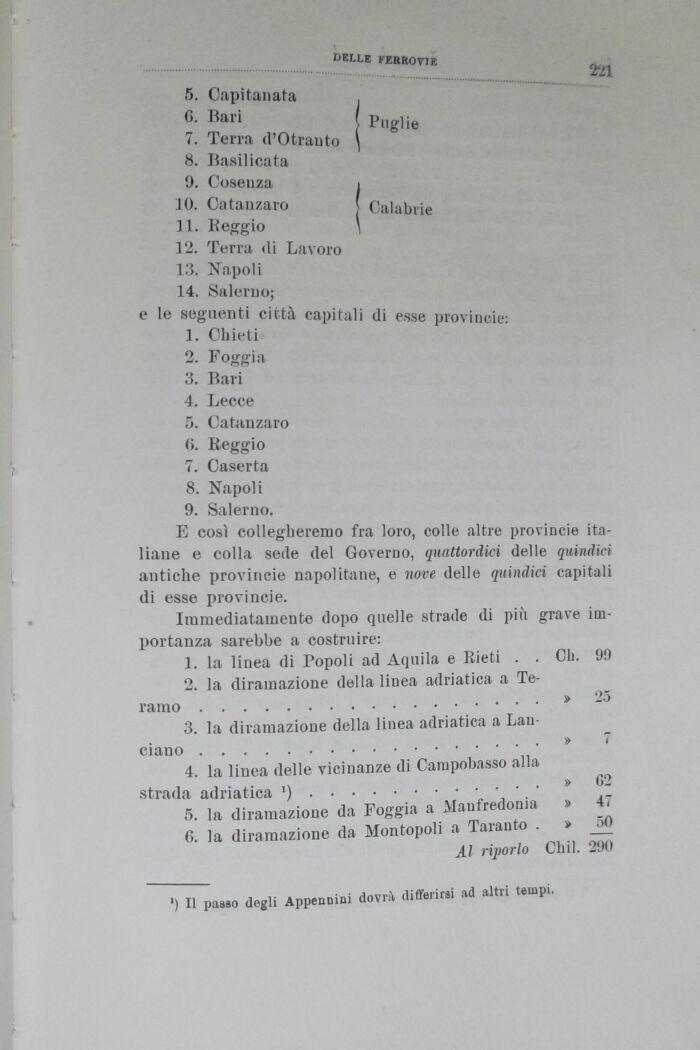 DELLE FERROVIE 221
5. Capitanata
6. Bari
7. Terra d'Otranto
Puglie
8. Basilicata
9. Cosenza
10. Catanzaro
11. Reggio
Calabrie
12. Terra di Lavoro
13. Napoli
14. Salerno;
e le seguenti città capitali di esse provincie:
1. Chieti
2. Foggia
3. Bari
4. Lecce
5. Catanzaro
6. Reggio
7. Caserta
8. Napoli
9. Salerno.
E così collegheremo fra loro, colle altre provincie ita-
liane e colla sede del Governo, quattordici delle quindici
antiche provincie napolitane, e nove delle quindici capitali
di esse provincie.
Immediatamente dopo quelle strade di più grave im-
portanza sarebbe a costruire:
1. la linea di Popoli ad Aquila e Rieti . . Ch. 99
2. la diramazione della linea adriatica a Te-
ramo . . . . . . . . . . . . . . . . » 25
3. la diramazione della linea adriatica a Lan-
ciano . . . . . . . . . . . . . . . . » 7
4. la linea delle vicinanze di Campobasso alla
strada adriatica ¹) . . . . . . . . . . . . » 62
5. la diramazione da Foggia a Manfredonia » 47
6. la diramazione da Montopoli a Taranto . » 50
Al riporlo Chil. 290
¹) Il passo degli Appennini dovrà differirsi ad altri tempi.